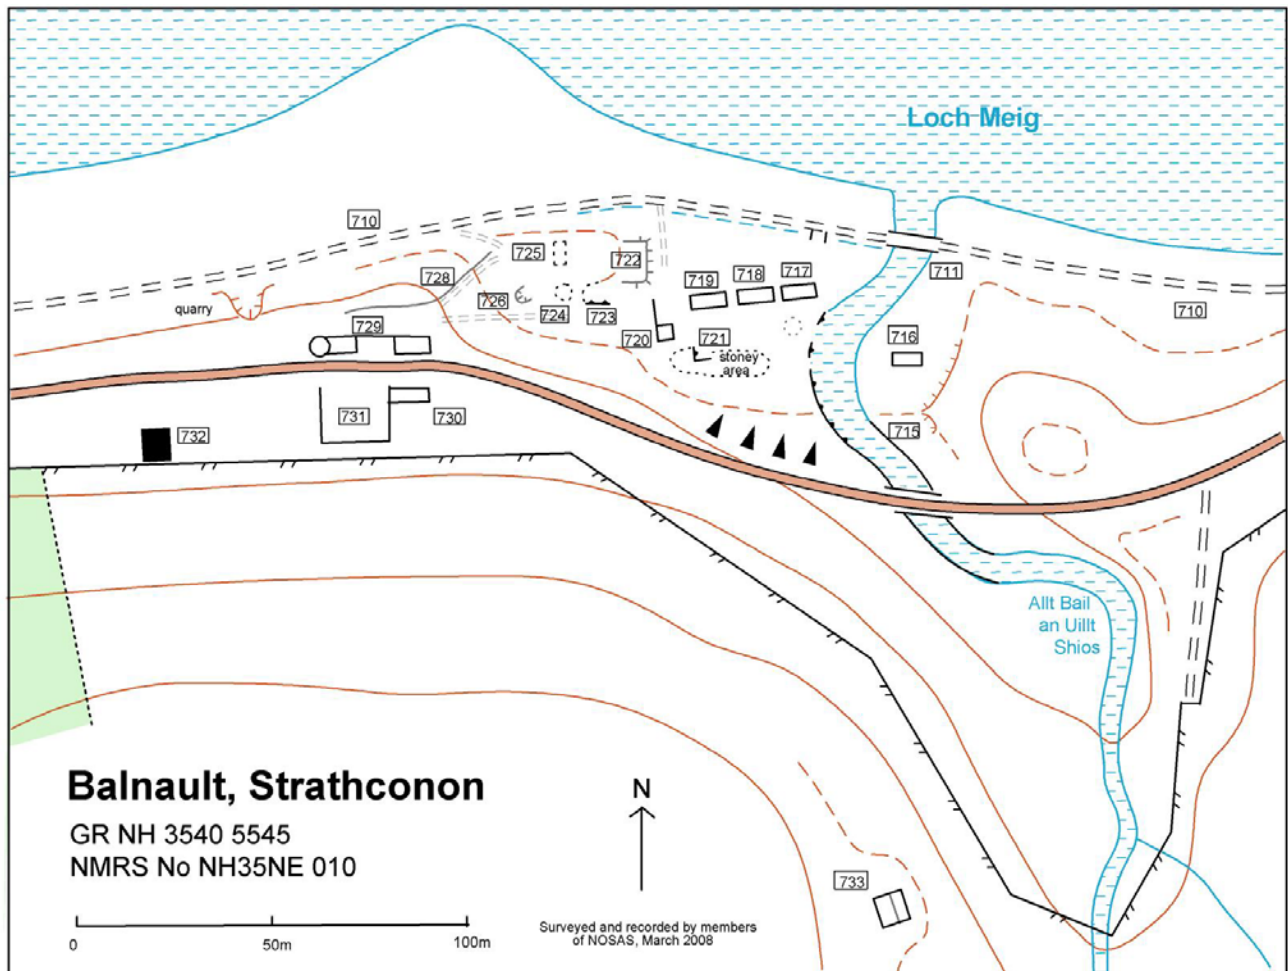 Loch Meig
710
725
722
711
728
719
718
717
710
quarry
726
724
723
729
720
721
716
stoney
area
731
730
732
715
Allt Bail
an Uillt
Shios
Balnault, Strathconon
GR NH 3540 5545
NMRS No NH35NE 010
N
733
Surveyed and recorded by members
of NOSAS, March 2008
0
50m
100m